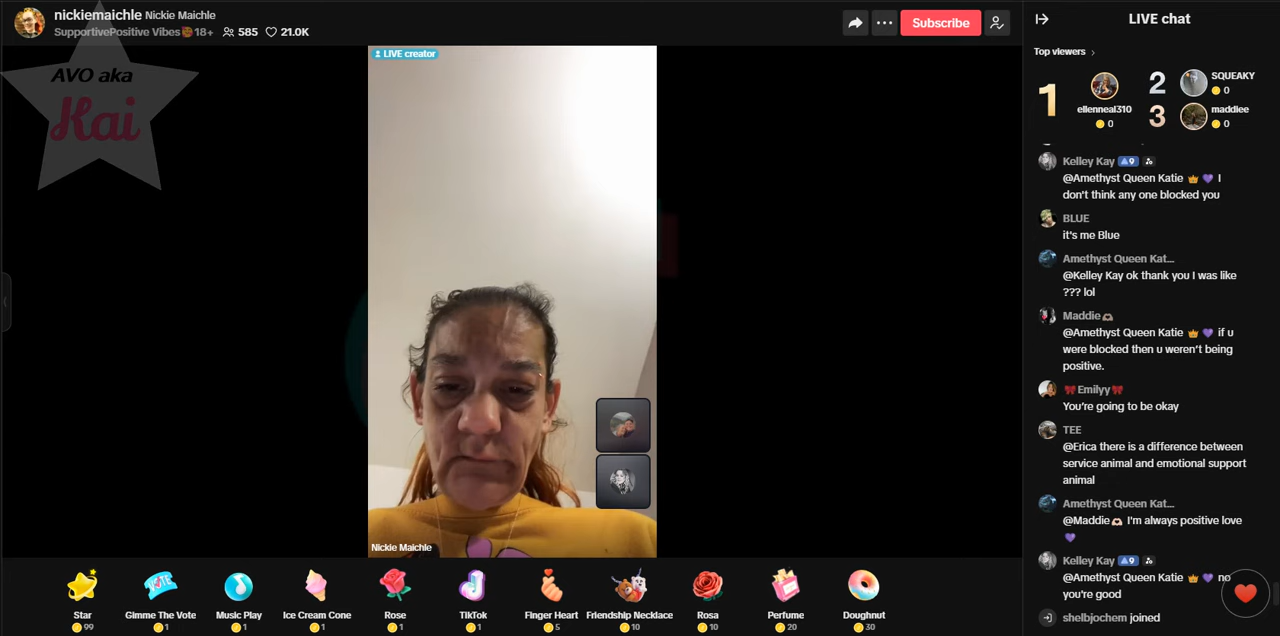 nickiemaichle Nickie Maichle
SupportivePositive Vibes 18+ 585 21.0K
Subscribe
AVO aka
Kai
LIVE creator
Nickie Maichle
Star
99
Gimme The Vote
1
Music Play
1
Ice Cream Cone
1
Rose
1
TikTok
1
Finger Heart
5
Friendship Necklace
10
Rosa
10
Perfume
20
Doughnut
30
LIVE chat
Top viewers
1
ellenneal310
0
2
SQUEAKY
0
3
maddlee
0
Kelley Kay 9
@Amethyst Queen Katie 👑 💜 I
don't think any one blocked you
BLUE
it's me Blue
Amethyst Queen Kat...
@Kelley Kay ok thank you I was like
??? lol
Maddie🫶🏽
@Amethyst Queen Katie 👑 💜 if u
were blocked then u weren't being
positive.
🎀Emilyy🎀
You're going to be okay
TEE
@Erica there is a difference between
service animal and emotional support
animal
Amethyst Queen Kat...
@Maddie🫶🏽 I'm always positive love
💜
Kelley Kay 9
@Amethyst Queen Katie 👑 💜 no
you're good
shelbjochem joined